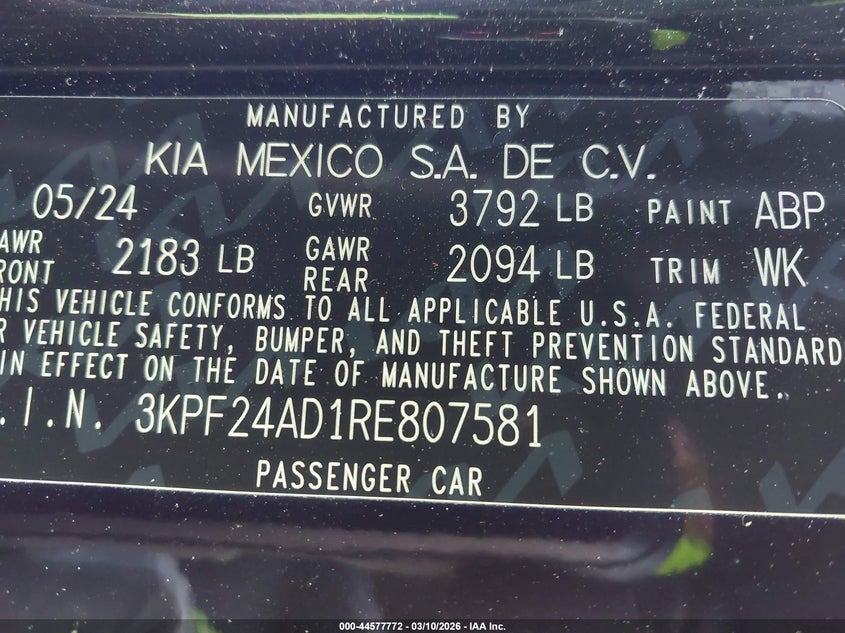 MANUFACTURED BY
KIA MEXICO S.A. DE C.V.
05/24 GVWR 3792 LB PAINT ABP
AWR FRONT 2183 LB GAWR REAR 2094 LB TRIM WK
HIS VEHICLE CONFORMS TO ALL APPLICABLE U.S.A. FEDERAL
R VEHICLE SAFETY, BUMPER, AND THEFT PREVENTION STANDARD
IN EFFECT ON THE DATE OF MANUFACTURE SHOWN ABOVE.
.I.N. 3KPF24AD1RE807581
PASSENGER CAR
000-44577772 - 03/10/2026 - IAA Inc.